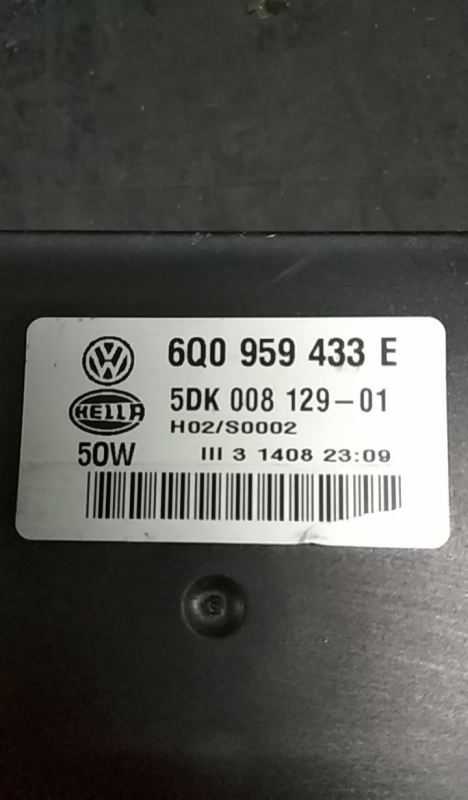 6Q0 959 433 E
5DK 008 129-01
HELLA
H02/S0002
50W III 3 1408 23:09